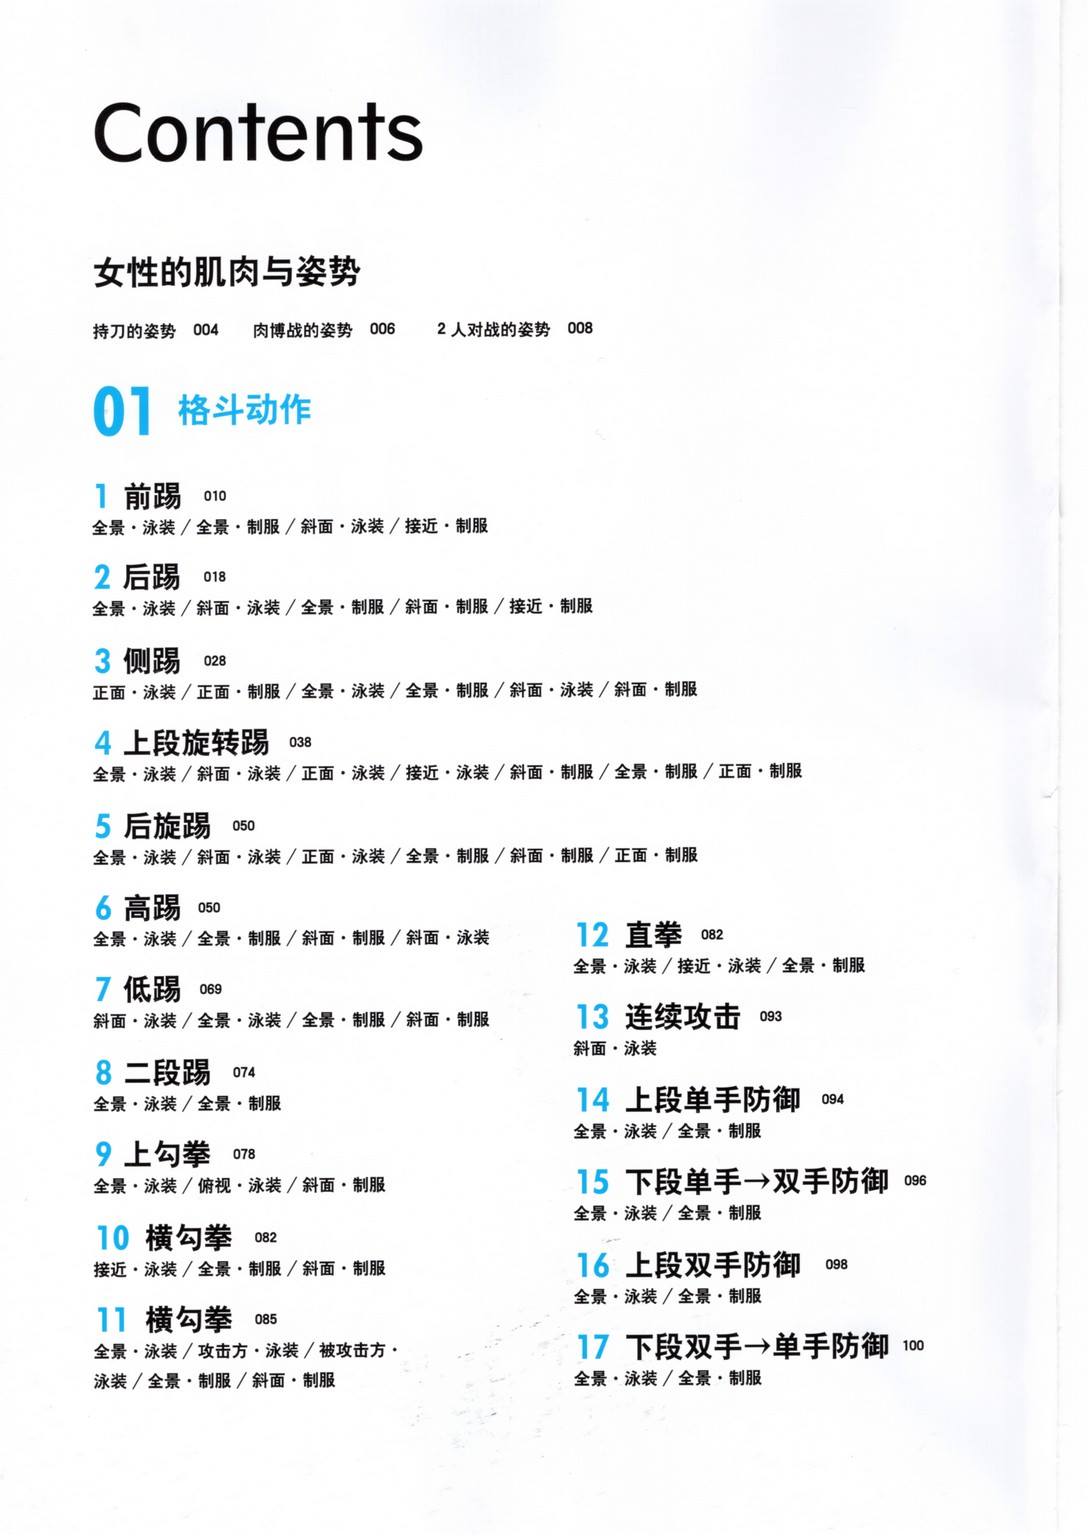 Contents
女性的肌肉与姿势
持刀的姿势 004 肉博战的姿势 006 2 人对战的姿势 008
01 格斗动作
1 前踢 010
全景・泳装 / 全景・制服 / 斜面・泳装 / 接近・制服
2 后踢 018
全景・泳装 / 斜面・泳装 / 全景・制服 / 斜面・制服 / 接近・制服
3 侧踢 028
正面・泳装 / 正面・制服 / 全景・泳装 / 全景・制服 / 斜面・泳装 / 斜面・制服
4 上段旋转踢 038
全景・泳装 / 斜面・泳装 / 正面・泳装 / 接近・泳装 / 斜面・制服 / 全景・制服 / 正面・制服
5 后旋踢 050
全景・泳装 / 斜面・泳装 / 正面・泳装 / 全景・制服 / 斜面・制服 / 正面・制服
6 高踢 050
全景・泳装 / 全景・制服 / 斜面・制服 / 斜面・泳装
7 低踢 069
斜面・泳装 / 全景・泳装 / 全景・制服 / 斜面・制服
8 二段踢 074
全景・泳装 / 全景・制服
9 上勾拳 078
全景・泳装 / 俯视・泳装 / 斜面・制服
10 横勾拳 082
接近・泳装 / 全景・制服 / 斜面・制服
11 横勾拳 085
全景・泳装 / 攻击方・泳装 / 被攻击方・
泳装 / 全景・制服 / 斜面・制服
12 直拳 082
全景・泳装 / 接近・泳装 / 全景・制服
13 连续攻击 093
斜面・泳装
14 上段单手防御 094
全景・泳装 / 全景・制服
15 下段单手→双手防御 096
全景・泳装 / 全景・制服
16 上段双手防御 098
全景・泳装 / 全景・制服
17 下段双手→单手防御 100
全景・泳装 / 全景・制服